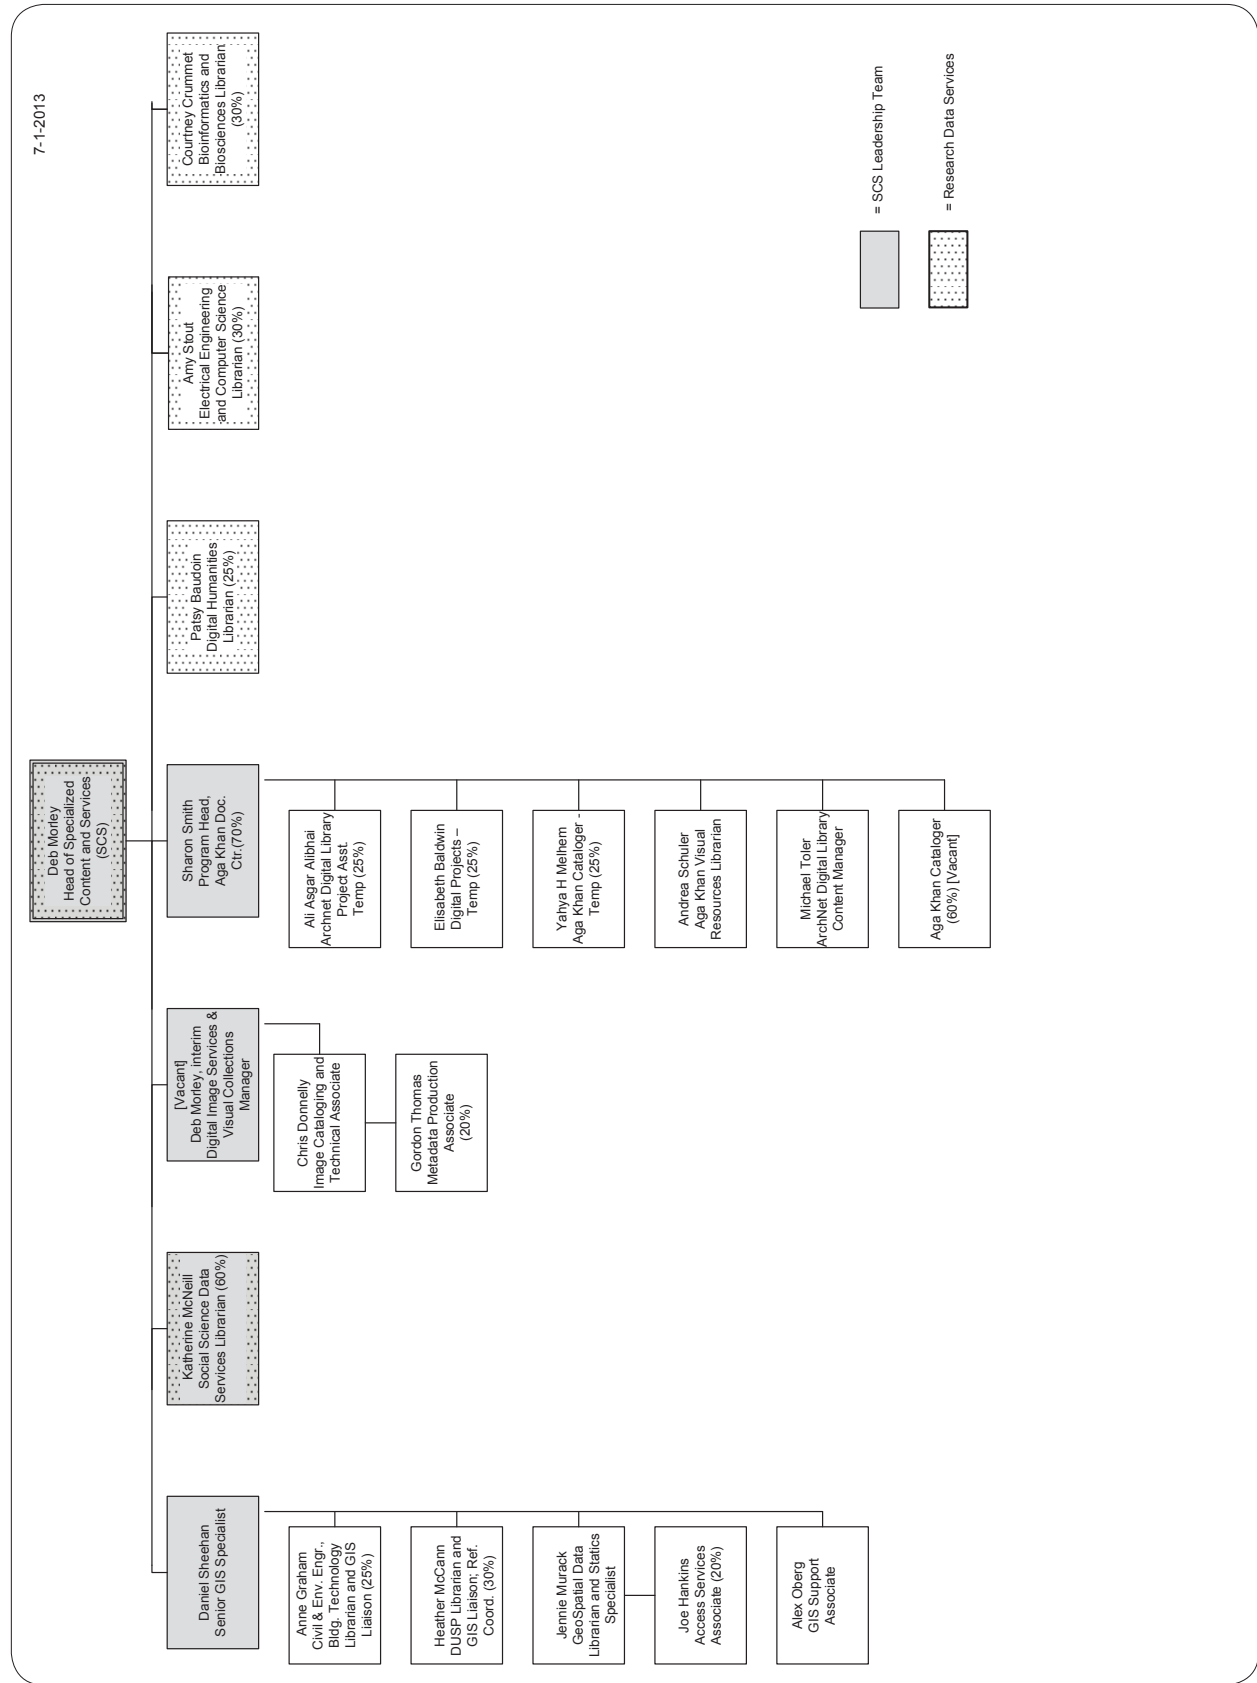 7-1-2013
Deb Morley
Head of Specialized
Content and Services
(SCS)
Daniel Sheehan
Senior GIS Specialist
Katherine McNeill
Social Science Data
Services Librarian (60%)
[Vacant]
Deb Morley, interim
Digital Image Services &
Visual Collections
Manager
Sharon Smith
Program Head,
Aga Khan Doc.
Ctr.(70%)
Patsy Baudoin
Digital Humanities
Librarian (25%)
Amy Stout
Electrical Engineering
and Computer Science
Librarian (30%)
Courtney Crummet
Bioinformatics and
Biosciences Librarian
(30%)
Anne Graham
Civil & Env. Engr.,
Bldg. Technology
Librarian and GIS
Liaison (25%)
Heather McCann
DUSP Librarian and
GIS Liaison; Ref.
Coord. (30%)
Jennie Murack
GeoSpatial Data
Librarian and Statics
Specialist
Joe Hankins
Access Services
Associate (20%)
Alex Oberg
GIS Support
Associate
Chris Donnelly
Image Cataloging and
Technical Associate
Gordon Thomas
Metadata Production
Associate
(20%)
Ali Asgar Alibhai
Archnet Digital Library
Project Asst.
Temp (25%)
Elisabeth Baldwin
Digital Projects –
Temp (25%)
Yahya H Melhem
Aga Khan Cataloger -
Temp (25%)
Andrea Schuler
Aga Khan Visual
Resources Librarian
Michael Toler
ArchNet Digital Library
Content Manager
Aga Khan Cataloger
(60%) [Vacant]
= SCS Leadership Team
= Research Data Services